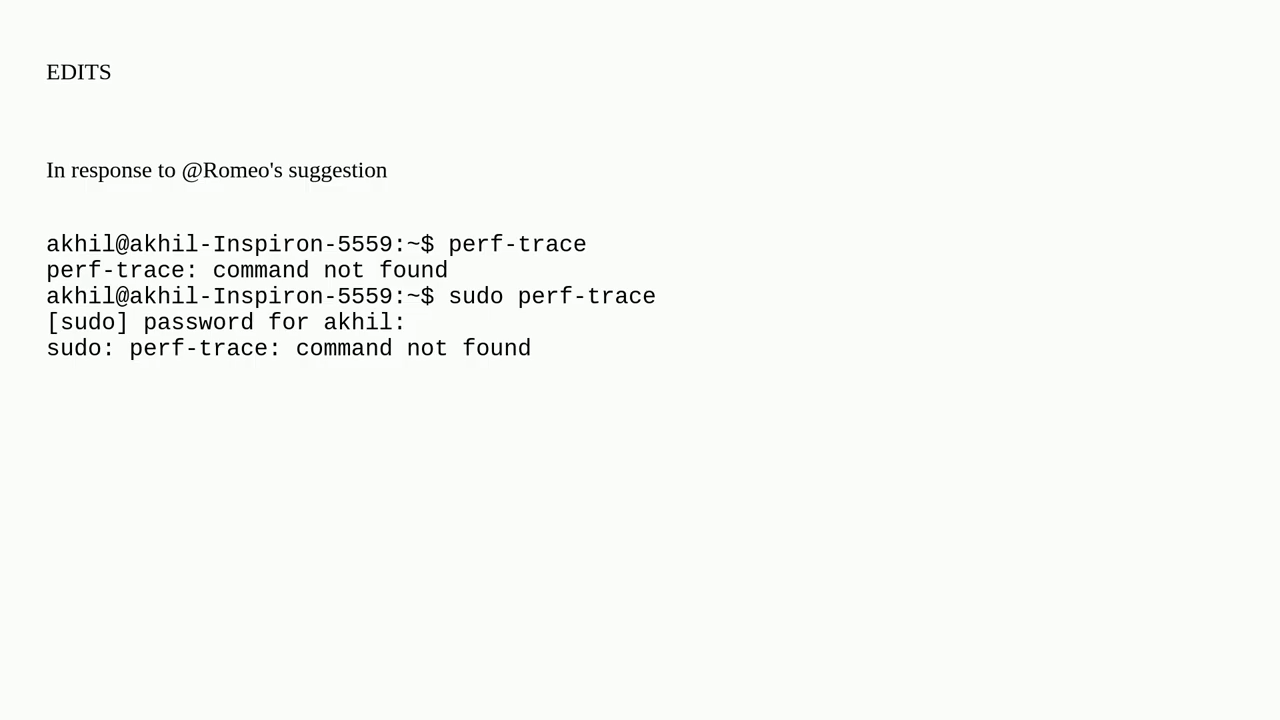 EDITS
In response to @Romeo's suggestion
akhil@akhil-Inspiron-5559:~$ perf-trace
perf-trace: command not found
akhil@akhil-Inspiron-5559:~$ sudo perf-trace
[sudo] password for akhil:
sudo: perf-trace: command not found